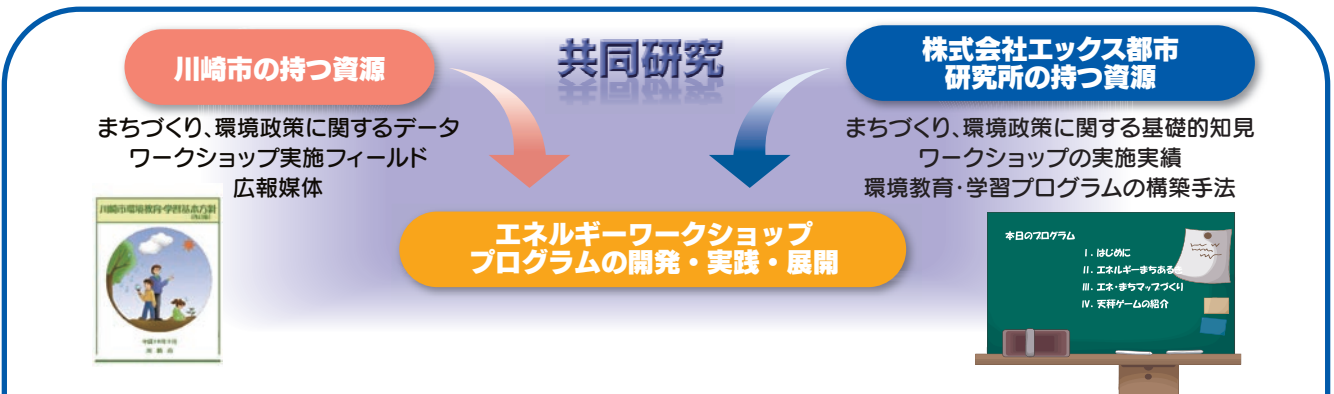 共同研究
川崎市の持つ資源
まちづくり、環境政策に関するデータ
ワークショップ実施フィールド
広報媒体
株式会社エックス都市
研究所の持つ資源
まちづくり、環境政策に関する基礎的知見
ワークショップの実施実績
環境教育・学習プログラムの構築手法
エネルギーワークショップ
プログラムの開発・実践・展開
川崎市環境教育・学習基本方針
川崎市
本日のプログラム
I. はじめに
II. エネルギーまちある
III. エネ・まちマップづくり
IV. 天秤ゲームの紹介